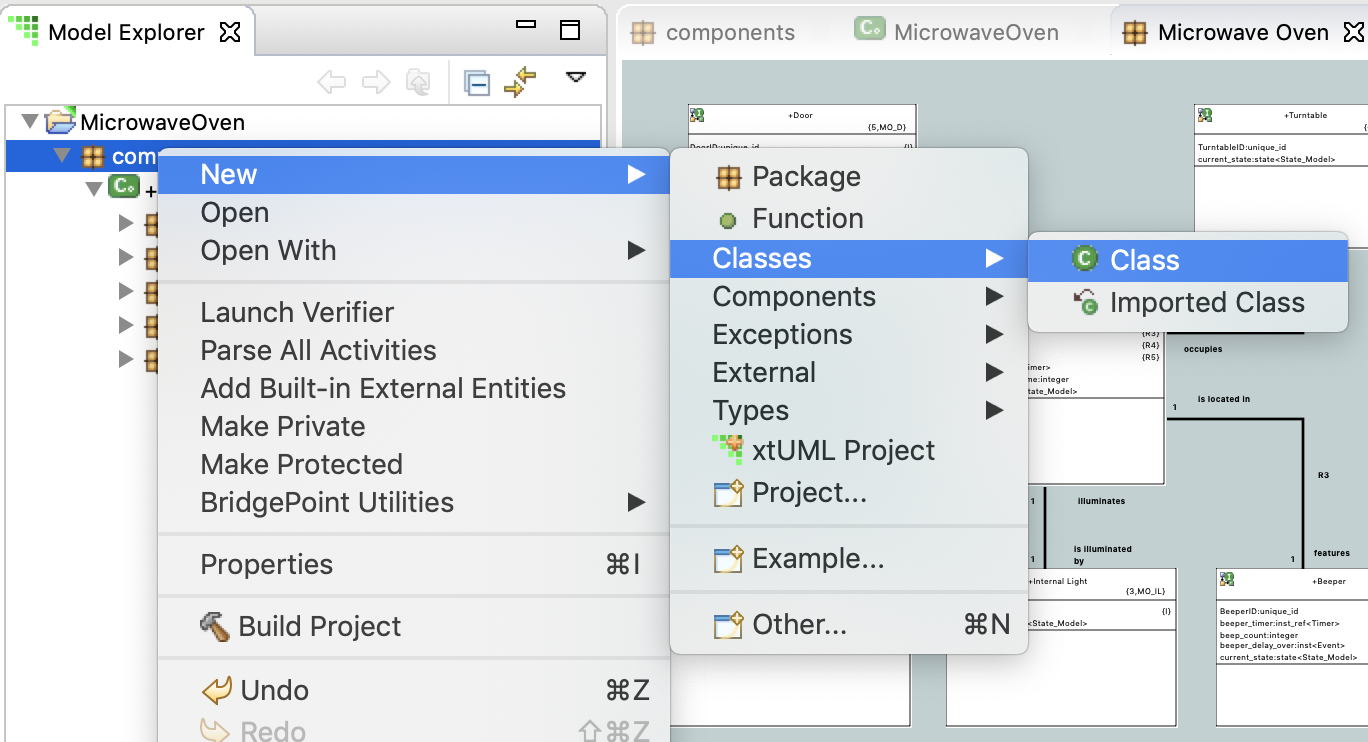 Model Explorer
components
MicrowaveOven
Microwave Oven
MicrowaveOven
com
+
New
Open
Open With
Launch Verifier
Parse All Activities
Add Built-in External Entities
Make Private
Make Protected
BridgePoint Utilities
Properties ⌘I
Build Project
Undo ⌘Z
Redo ⇧⌘Z
Package
Function
Classes
Components
Exceptions
External
Types
xtUML Project
Project...
Example...
Other... ⌘N
Class
Imported Class
+Door
{5,MO_D}
DoorID:unique_id {I}
+Turntable
TurntableID:unique_id
current_state:state<State_Model>
{R3}
{R4}
{R5}
imer>
me:integer
tate_Model>
occupies
is located in
1
R3
1
illuminates
is illuminated
by
1
1
features
+Internal Light
{3,MO_IL}
{I}
<State_Model>
+Beeper
BeeperID:unique_id
beeper_timer:inst_ref<Timer>
beep_count:integer
beeper_delay_over:inst<Event>
current_state:state<State_Model>